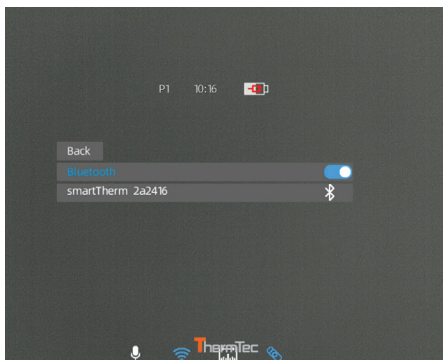 P1 10:16
Back
Bluetooth
smartTherm 2a2416
ThermTec